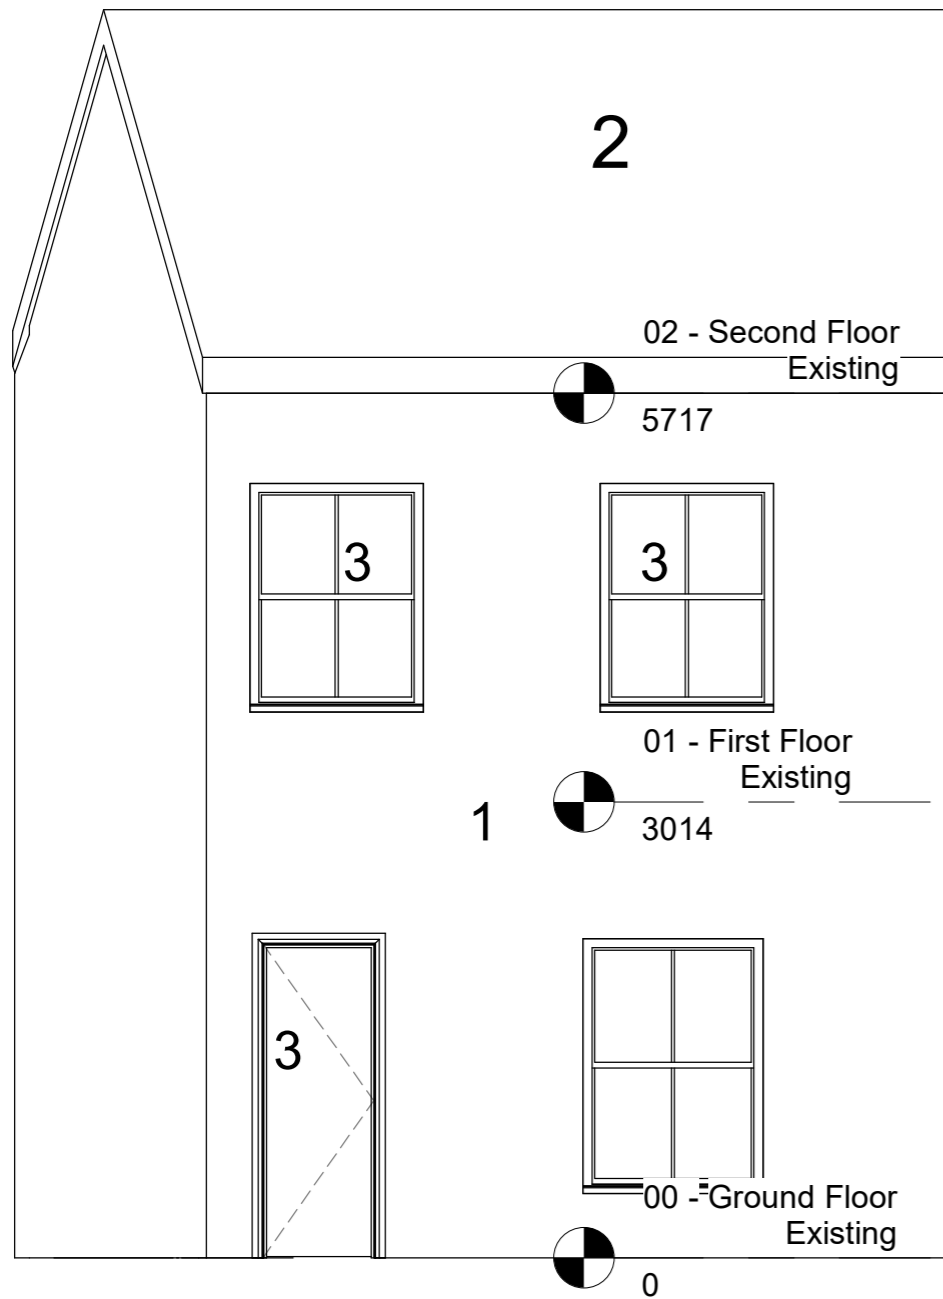 2
02 - Second Floor
Existing
5717
3
3
01 - First Floor
Existing
1
3014
3
00 - Ground Floor
Existing
0